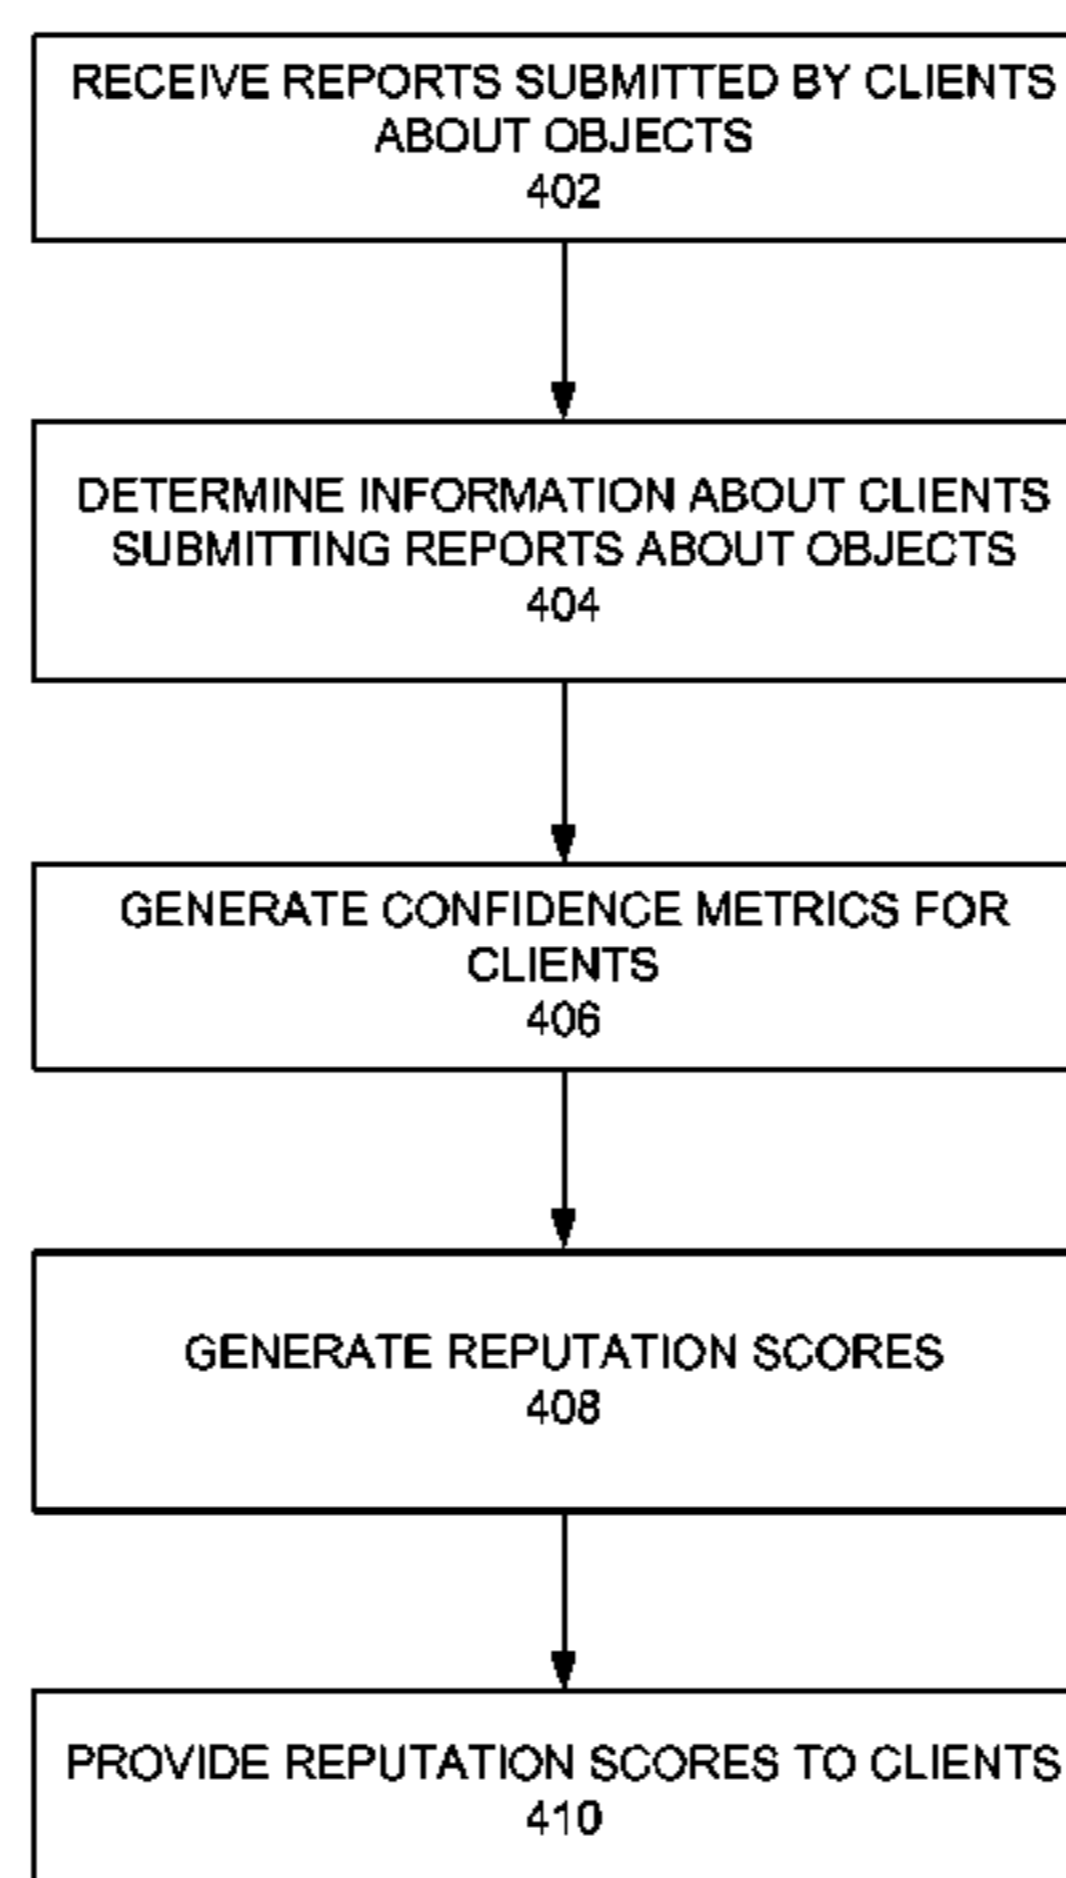 RECEIVE REPORTS SUBMITTED BY CLIENTS
ABOUT OBJECTS
402
DETERMINE INFORMATION ABOUT CLIENTS
SUBMITTING REPORTS ABOUT OBJECTS
404
GENERATE CONFIDENCE METRICS FOR
CLIENTS
406
GENERATE REPUTATION SCORES
408
PROVIDE REPUTATION SCORES TO CLIENTS
410